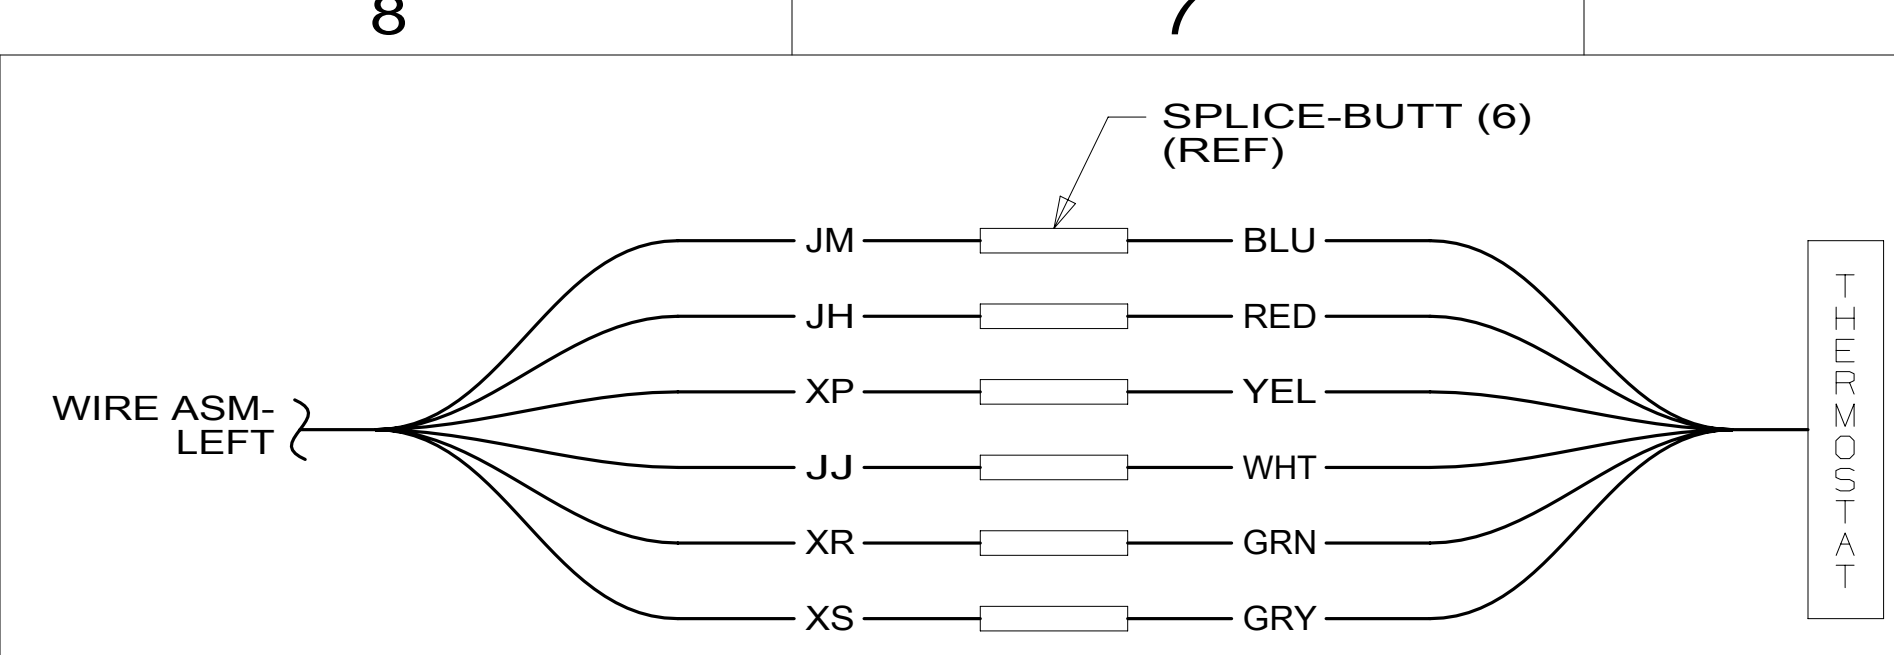 8
7
SPLICE-BUTT (6)
(REF)
JM
BLU
JH
RED
XP
YEL
WIRE ASM-
LEFT
JJ
WHT
XR
GRN
XS
GRY
THERMOSTAT